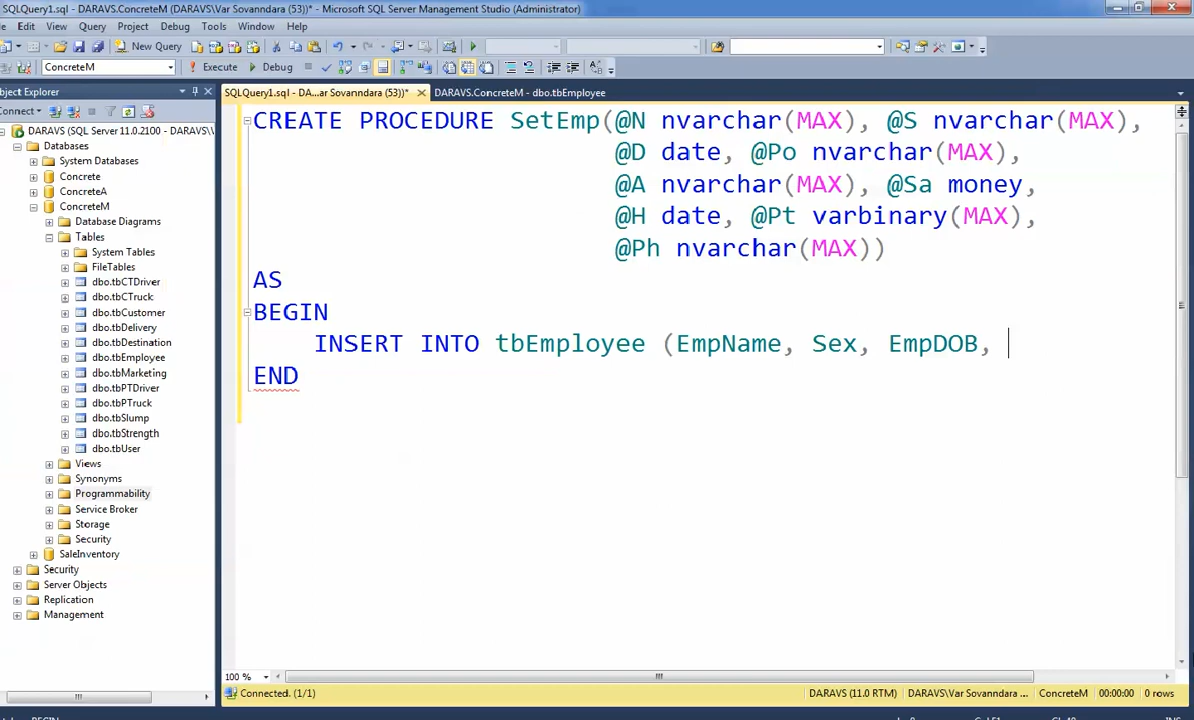 SQLQuery1.sql - DARAVS.ConcreteM (DARAVS\Var Sovanndara (53))* - Microsoft SQL Server Management Studio (Administrator)
Edit View Query Project Debug Tools Window Help
New Query
ConcreteM Execute Debug
bject Explorer
SQLQuery1.sql - DA...ar Sovanndara (53))* DARAVS.ConcreteM - dbo.tbEmployee
Connect
DARAVS (SQL Server 11.0.2100 - DARAVS\
Databases
System Databases
Concrete
ConcreteA
ConcreteM
Database Diagrams
Tables
System Tables
FileTables
dbo.tbCTDriver
dbo.tbCTruck
dbo.tbCustomer
dbo.tbDelivery
dbo.tbDestination
dbo.tbEmployee
dbo.tbMarketing
dbo.tbPTDriver
dbo.tbPTruck
dbo.tbSlump
dbo.tbStrength
dbo.tbUser
Views
Synonyms
Programmability
Service Broker
Storage
Security
SaleInventory
Security
Server Objects
Replication
Management
CREATE PROCEDURE SetEmp(@N nvarchar(MAX), @S nvarchar(MAX),
@D date, @Po nvarchar(MAX),
@A nvarchar(MAX), @Sa money,
@H date, @Pt varbinary(MAX),
@Ph nvarchar(MAX))
AS
BEGIN
INSERT INTO tbEmployee (EmpName, Sex, EmpDOB,
END
100 %
Connected. (1/1) DARAVS (11.0 RTM) DARAVS\Var Sovanndara ... ConcreteM 00:00:00 0 rows